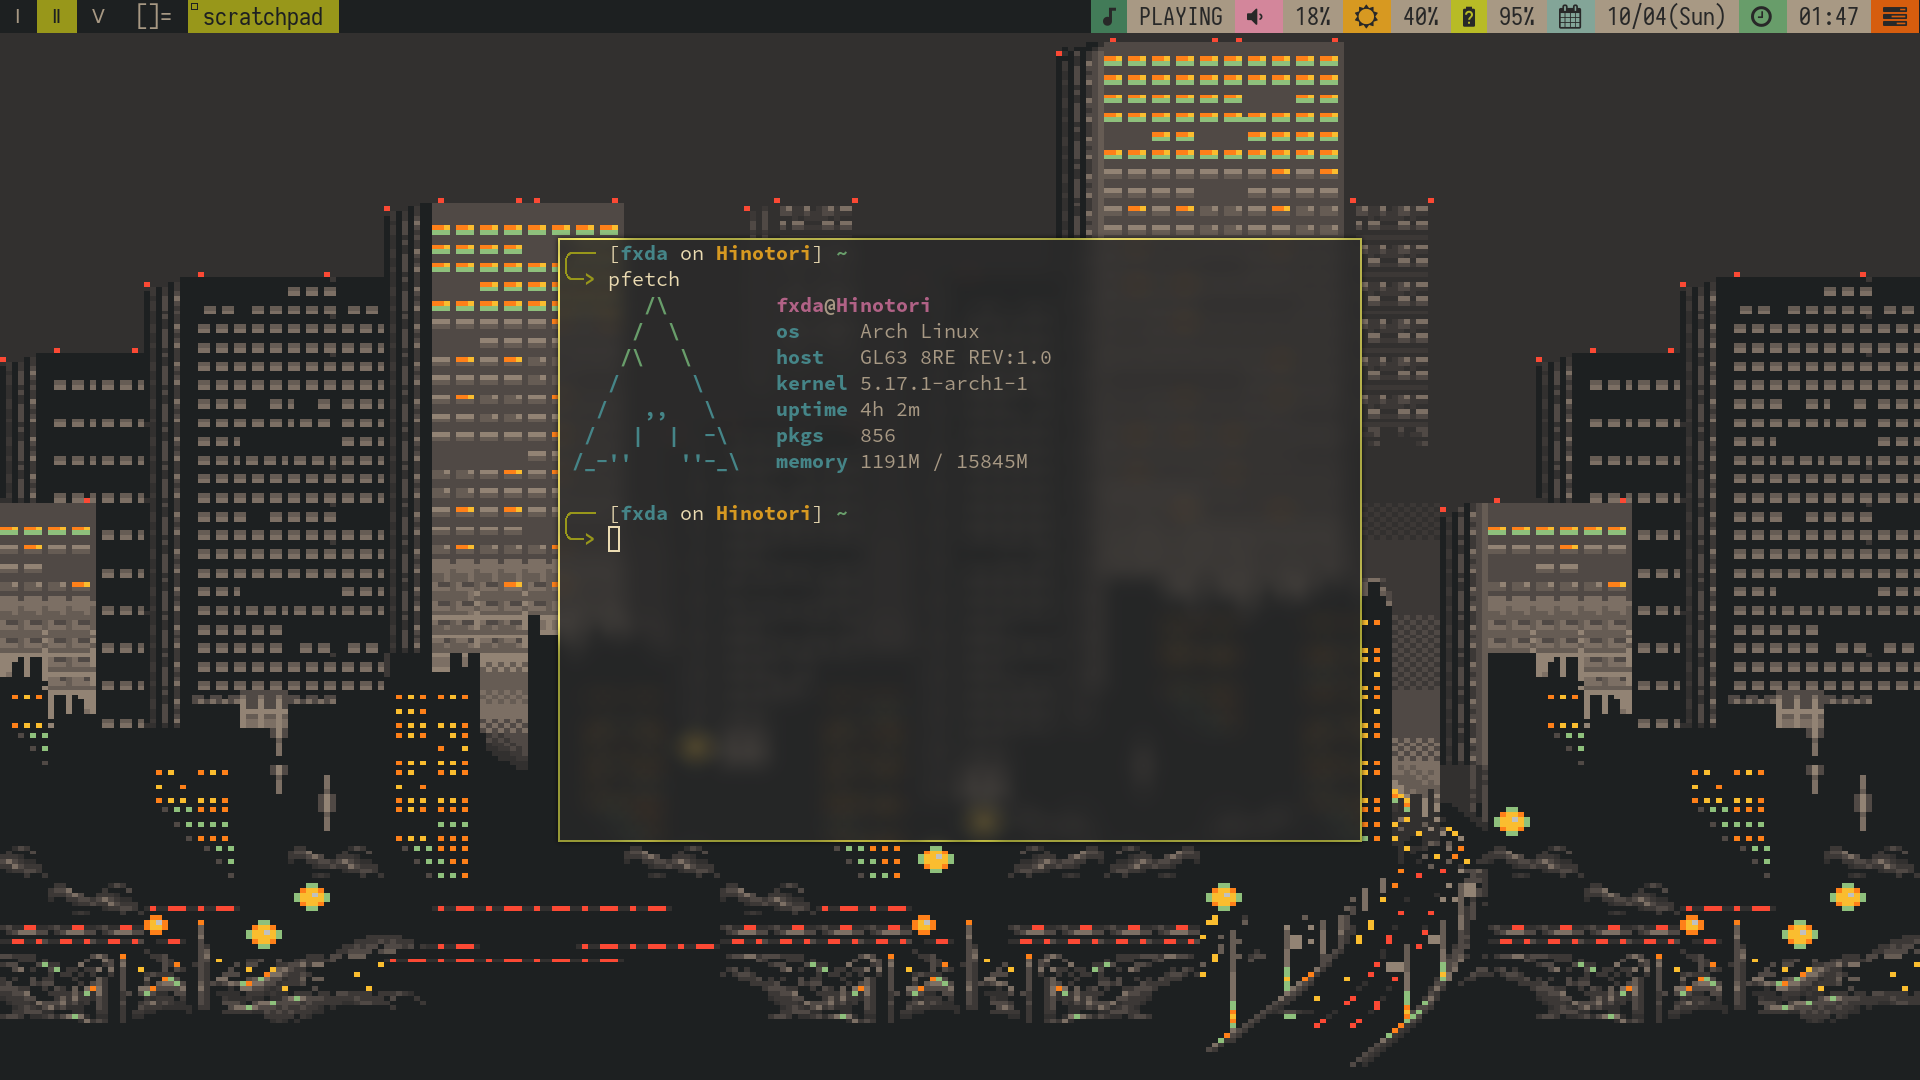 I II V []= scratchpad PLAYING 18% 40% 95% 10/04(Sun) 01:47
[fxda on Hinotori] ~
pfetch
fxda@Hinotori
os Arch Linux
host GL63 8RE REV:1.0
kernel 5.17.1-arch1-1
uptime 4h 2m
pkgs 856
memory 1191M / 15845M
[fxda on Hinotori] ~